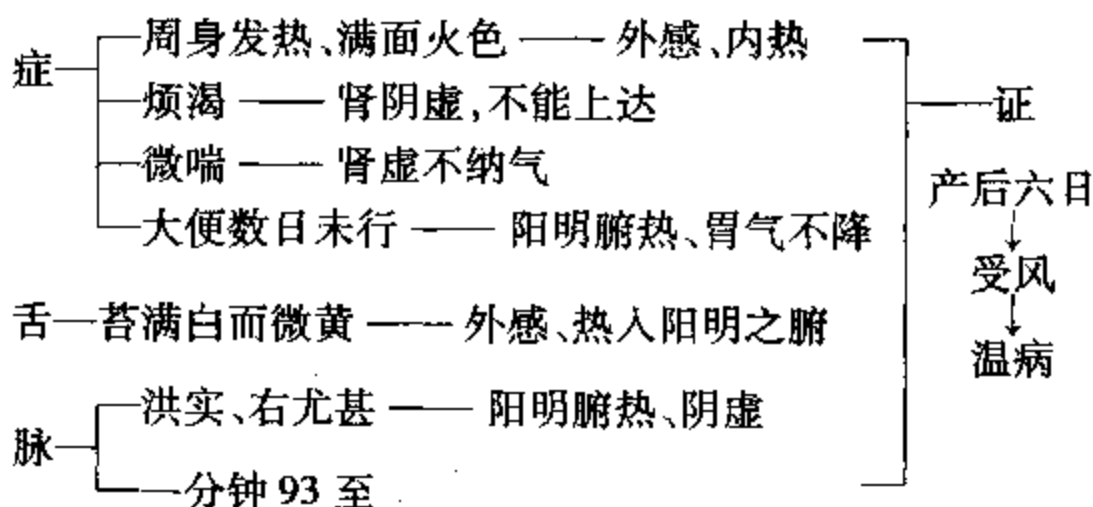 症
周身发热、满面火色 —— 外感、内热
烦渴 —— 肾阴虚,不能上达
微喘 —— 肾虚不纳气
大便数日未行 —— 阳明腑热、胃气不降
舌—苔满白而微黄 —— 外感、热入阳明之腑
脉
洪实、右尤甚 —— 阳明腑热、阴虚
一分钟 93 至
证
产后六日
受风
温病